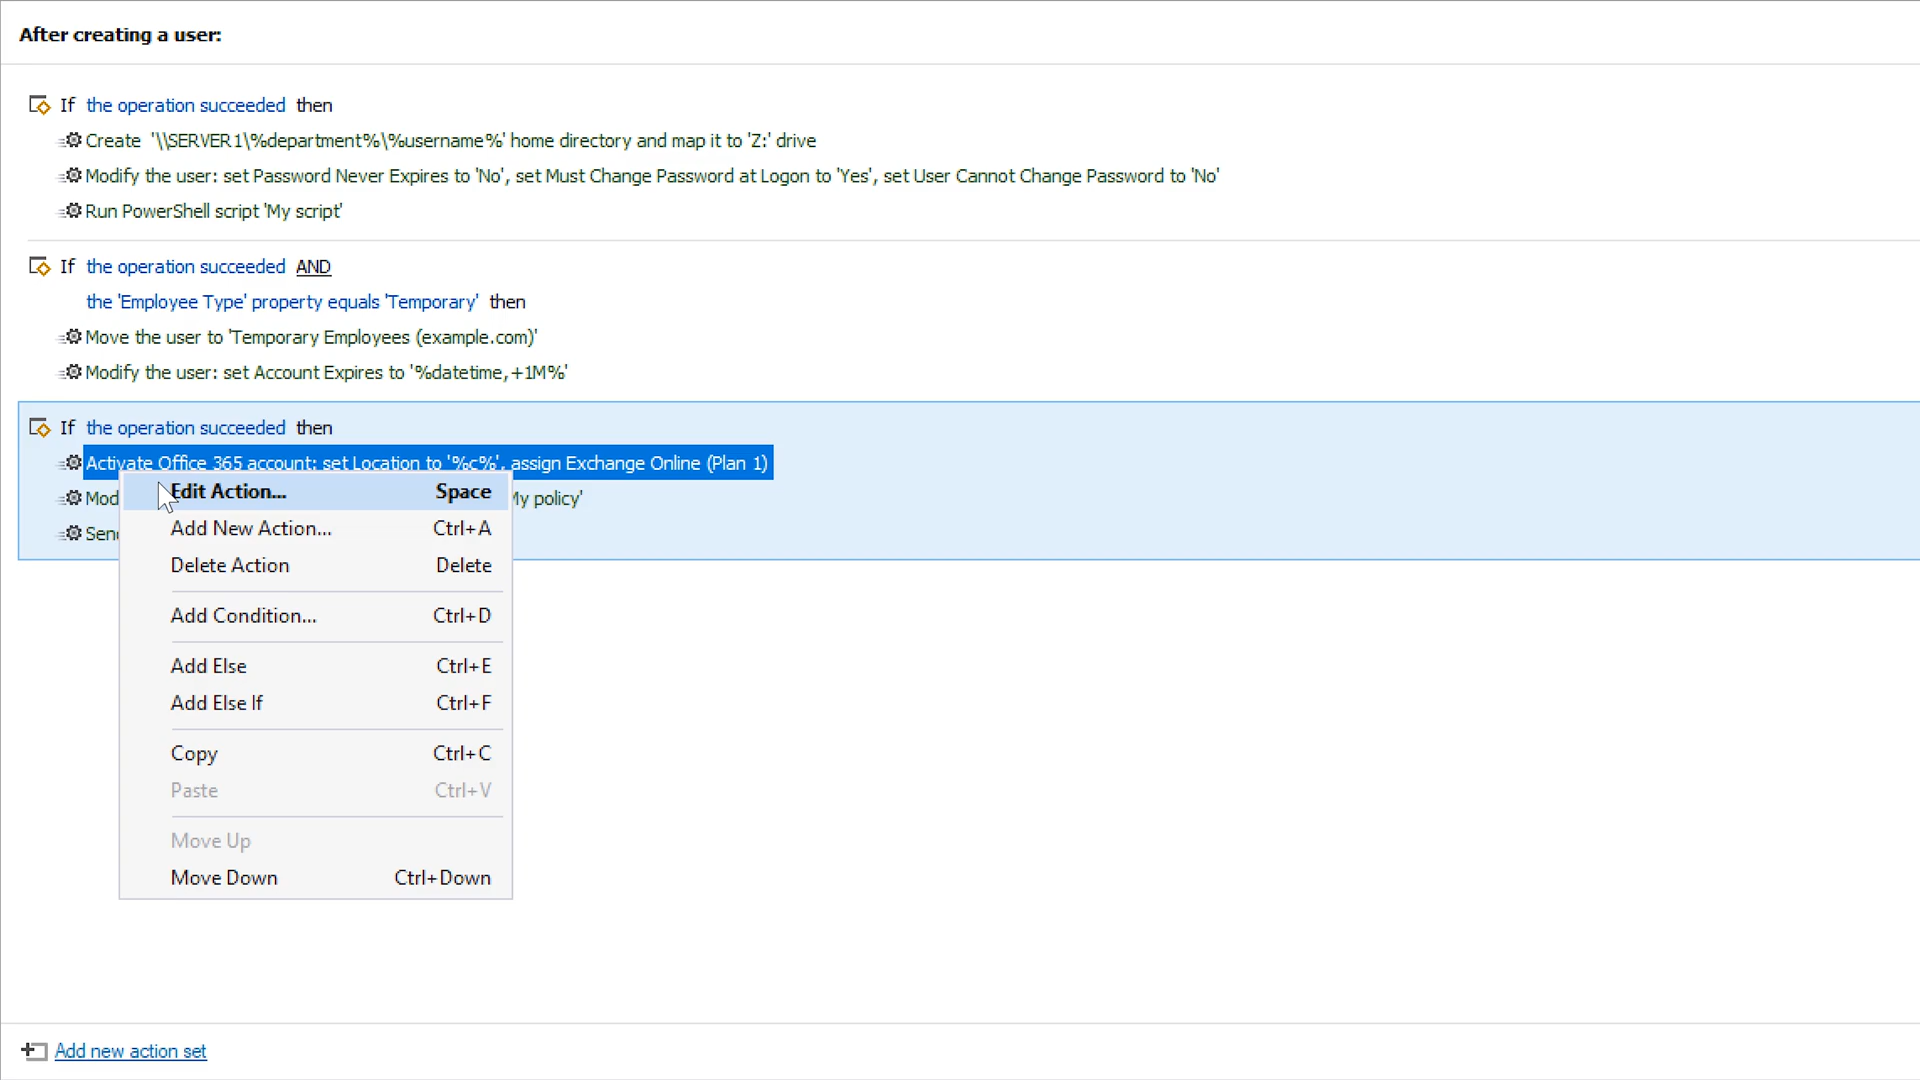 After creating a user:
If the operation succeeded then
Create '\\SERVER1\%department%\%username%' home directory and map it to 'Z:' drive
Modify the user: set Password Never Expires to 'No', set Must Change Password at Logon to 'Yes', set User Cannot Change Password to 'No'
Run PowerShell script 'My script'
If the operation succeeded AND
the 'Employee Type' property equals 'Temporary' then
Move the user to 'Temporary Employees (example.com)'
Modify the user: set Account Expires to '%datetime,+1M%'
If the operation succeeded then
Activate Office 365 account: set Location to '%c%', assign Exchange Online (Plan 1)
policy'
Edit Action... Space
Add New Action... Ctrl+A
Delete Action Delete
Add Condition... Ctrl+D
Add Else Ctrl+E
Add Else If Ctrl+F
Copy Ctrl+C
Paste Ctrl+V
Move Up
Move Down Ctrl+Down
Add new action set